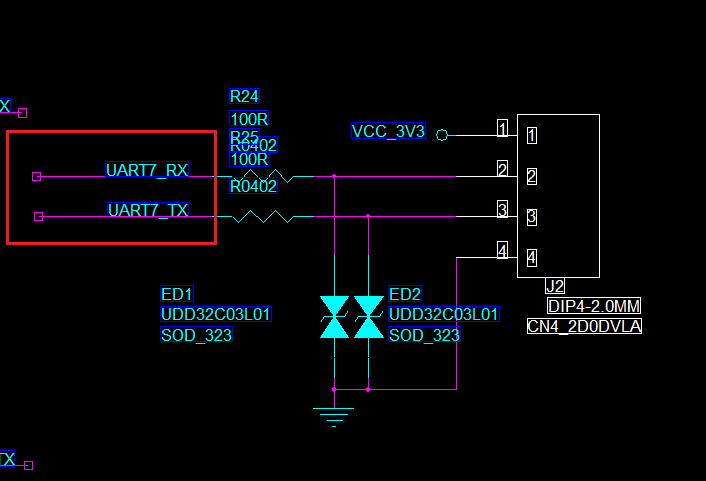 R24
X
100R
R25
R0402
VCC_3V3
1
1
100R
UART7_RX
2
2
R0402
UART7_TX
3
3
4
4
ED1
ED2
J2
UDD32C03L01
UDD32C03L01
DIP4-2.0MM
SOD_323
SOD_323
CN4_2D0DVLA
TX